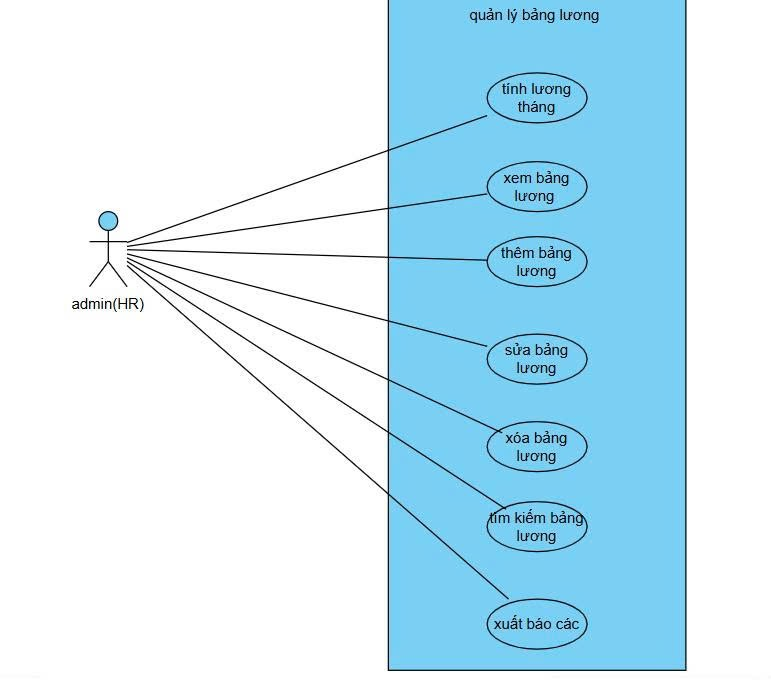 quản lý bảng lương
tính lương
tháng
xem bảng
lương
thêm bảng
lương
admin(HR)
sửa bảng
lương
xóa bảng
lương
tìm kiếm bảng
lương
xuất báo các